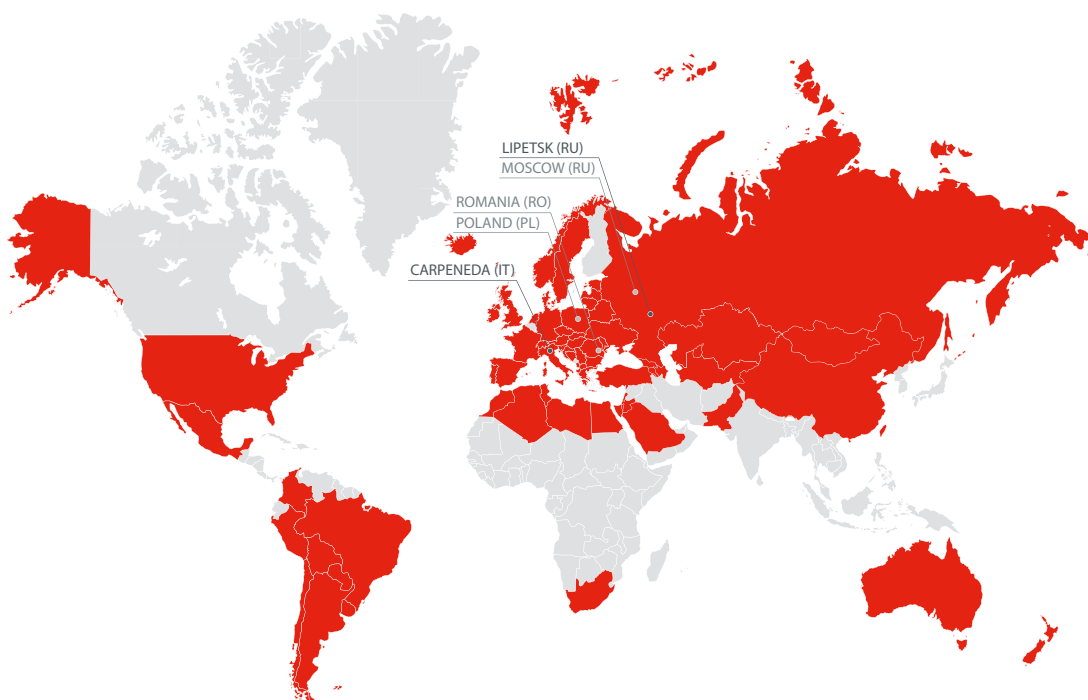 LIPETSK (RU)
MOSCOW (RU)
ROMANIA (RO)
POLAND (PL)
CARPENEDA (IT)